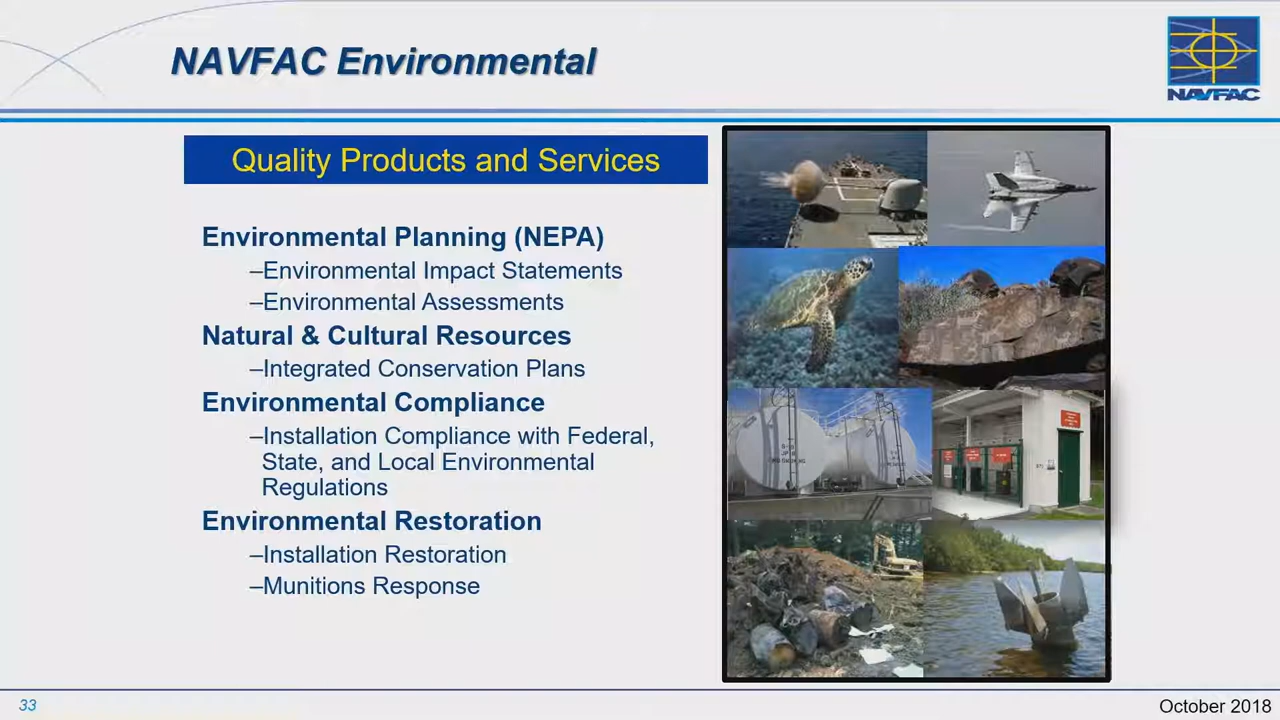 NAVFAC Environmental
NAVFAC
Quality Products and Services
Environmental Planning (NEPA)
–Environmental Impact Statements
–Environmental Assessments
Natural & Cultural Resources
–Integrated Conservation Plans
Environmental Compliance
–Installation Compliance with Federal,
State, and Local Environmental
Regulations
Environmental Restoration
–Installation Restoration
–Munitions Response
33
October 2018